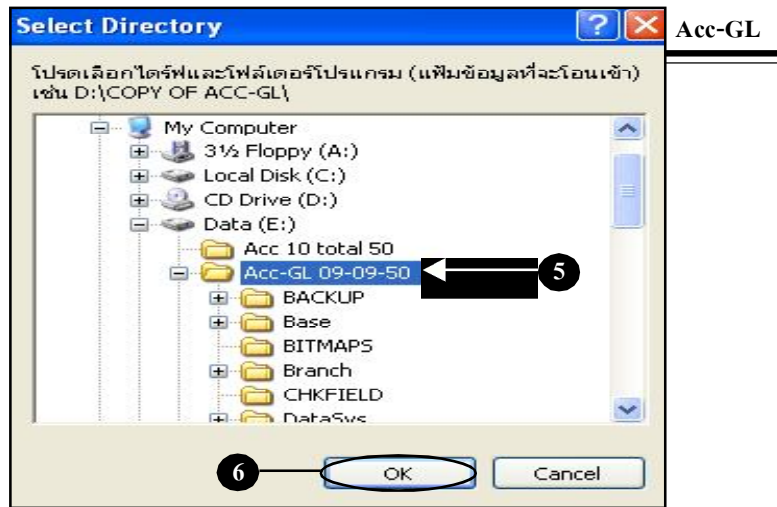 Select Directory
Acc-GL
โปรดเลือกไดร์ฟและโฟล์เดอร์โปรแกรม (แฟ้มข้อมูลที่จะโอนเข้า)
เช่น D:\COPY OF ACC-GL\
My Computer
3½ Floppy (A:)
Local Disk (C:)
CD Drive (D:)
Data (E:)
Acc 10 total 50
Acc-GL 09-09-50
5
BACKUP
Base
BITMAPS
Branch
CHKFIELD
DataSys
6
OK
Cancel